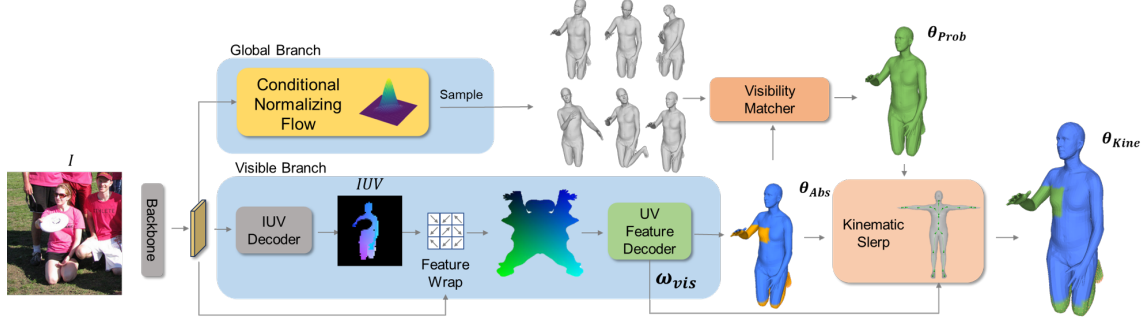 Global Branch
Conditional
Normalizing
Flow
Sample
Visibility
Matcher
θ_Prob
I
Backbone
Visible Branch
IUV
Decoder
IUV
Feature
Wrap
UV
Feature
Decoder
ω_vis
θ_Abs
Kinematic
Slerp
θ_Kine